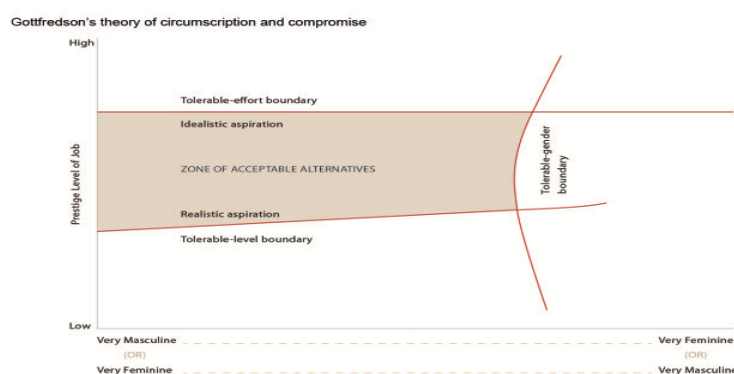 Gottfredson's theory of circumscription and compromise
High
Tolerable-effort boundary
Idealistic aspiration
ZONE OF ACCEPTABLE ALTERNATIVES
Tolerable-gender
boundary
Prestige Level of Job
Realistic aspiration
Tolerable-level boundary
Low
Very Masculine Very Feminine
(OR) (OR)
Very Feminine Very Masculine